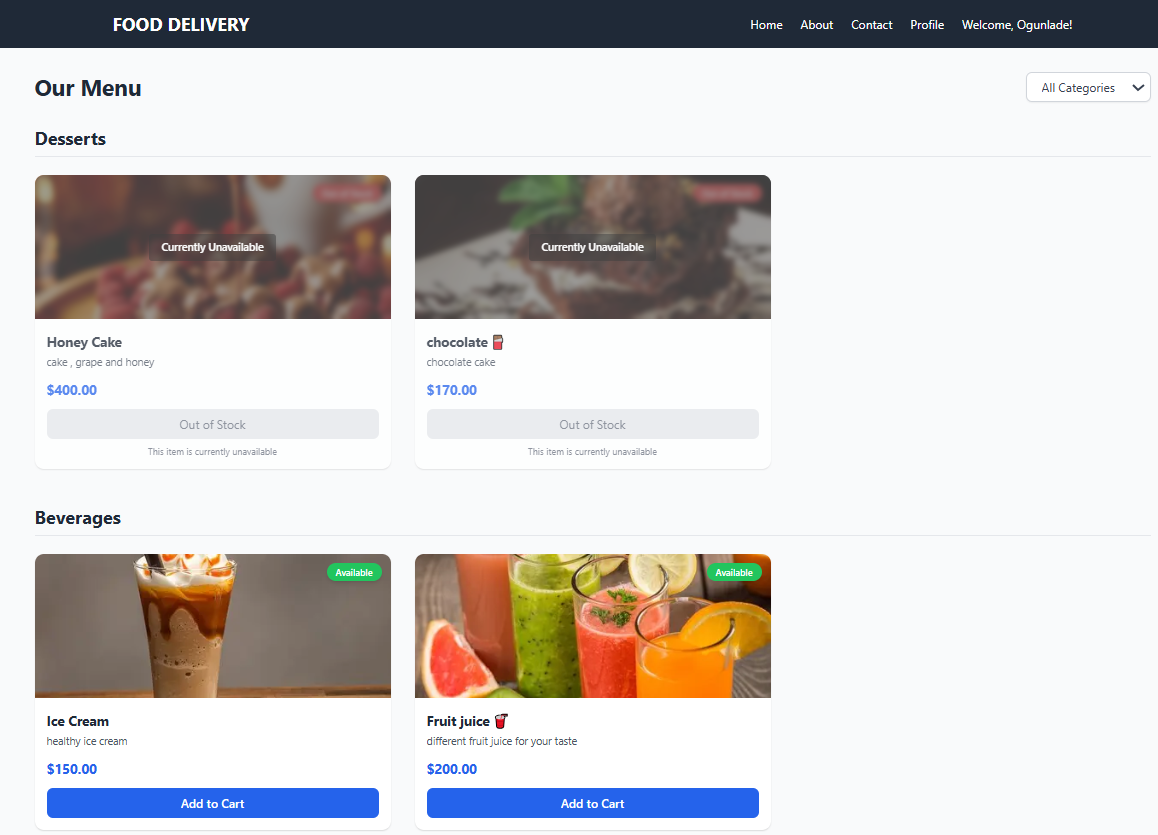 FOOD DELIVERY
Home About Contact Profile Welcome, Ogunlade!
Our Menu
All Categories
Desserts
Currently Unavailable
Currently Unavailable
Honey Cake
cake , grape and honey
$400.00
Out of Stock
This item is currently unavailable
chocolate
chocolate cake
$170.00
Out of Stock
This item is currently unavailable
Beverages
Available
Available
Ice Cream
healthy ice cream
$150.00
Add to Cart
Fruit juice
different fruit juice for your taste
$200.00
Add to Cart